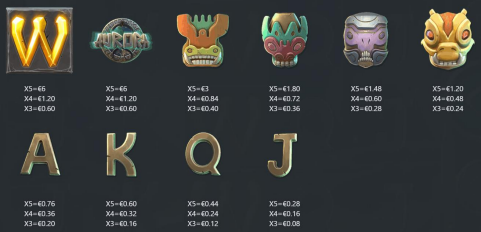 W AURORA
X5=€6 X5=€6 X5=€3 X5=€1.80 X5=€1.48 X5=€1.20
X4=€1.20 X4=€1.20 X4=€0.84 X4=€0.72 X4=€0.60 X4=€0.48
X3=€0.60 X3=€0.60 X3=€0.40 X3=€0.36 X3=€0.28 X3=€0.24
A K Q J
X5=€0.76 X5=€0.60 X5=€0.44 X5=€0.28
X4=€0.36 X4=€0.32 X4=€0.24 X4=€0.16
X3=€0.20 X3=€0.16 X3=€0.12 X3=€0.08